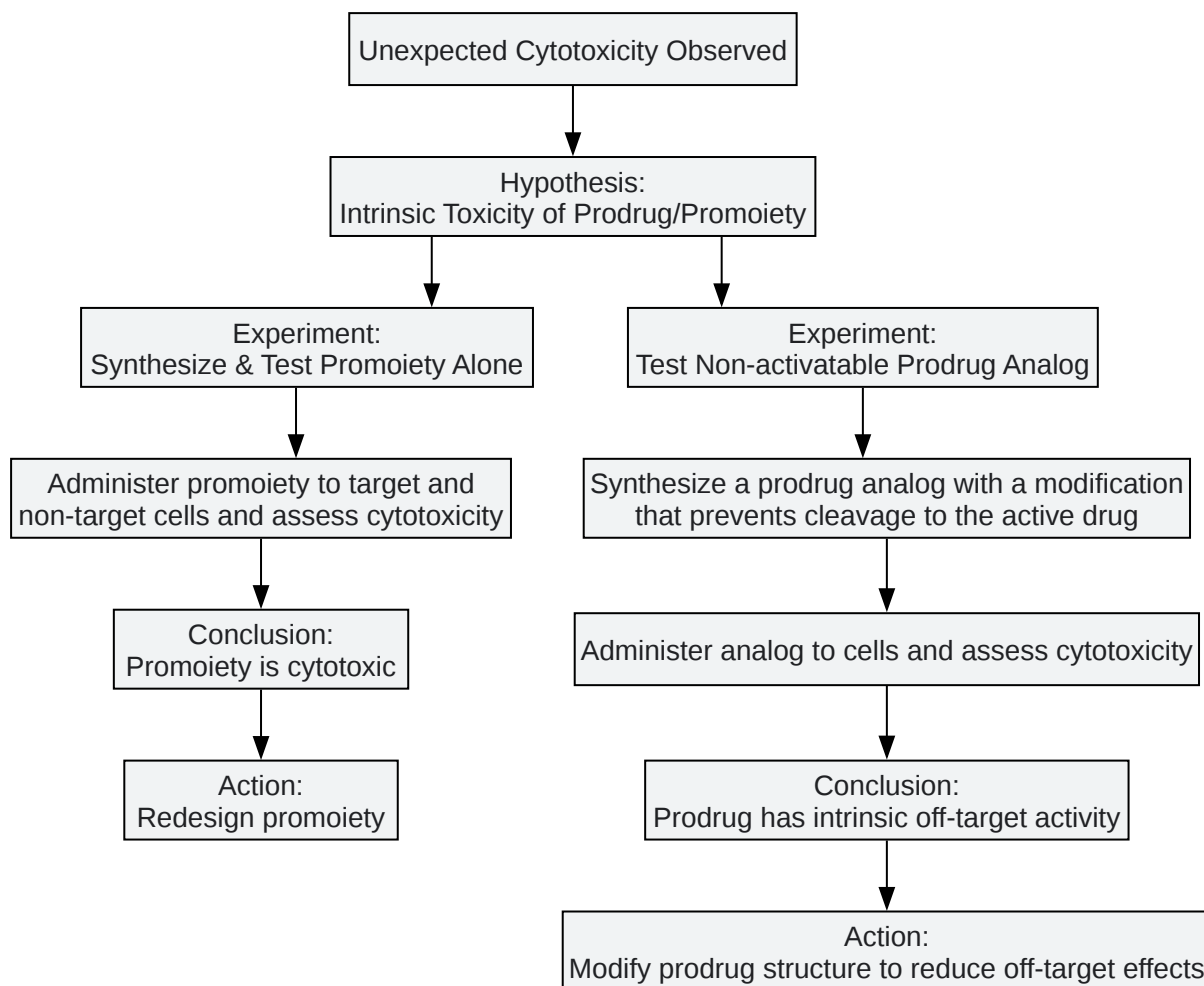 Unexpected Cytotoxicity Observed
Hypothesis:
Intrinsic Toxicity of Prodrug/Promoiety
Experiment:
Synthesize & Test Promoiety Alone
Experiment:
Test Non-activatable Prodrug Analog
Administer promoiety to target and
non-target cells and assess cytotoxicity
Synthesize a prodrug analog with a modification
that prevents cleavage to the active drug
Conclusion:
Promoiety is cytotoxic
Administer analog to cells and assess cytotoxicity
Action:
Redesign promoiety
Conclusion:
Prodrug has intrinsic off-target activity
Action:
Modify prodrug structure to reduce off-target effects